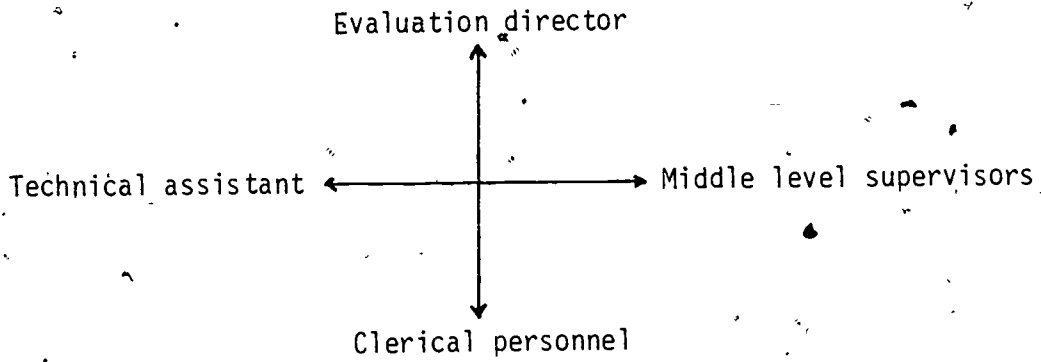 Evaluation director
Technical assistant
Middle level supervisors
Clerical personnel